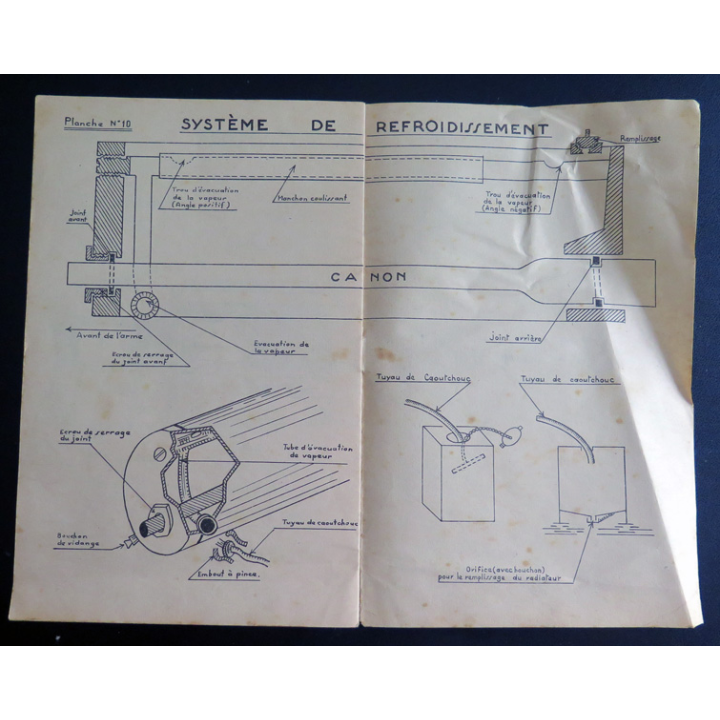 Planche N°10
SYSTÈME DE REFROIDISSEMENT
Remplissage
Trou d'évacuation
de la vapeur
(Angle positif)
Manchon coulissant
Trou d'évacuation
de la vapeur
(Angle négatif)
Joint
avant
CANON
Avant de l'arme
Ecrou de serrage
du joint avant
Evacuation de
la vapeur
Joint arrière
Tuyau de Caoutchouc
Tuyau de caoutchouc
Ecrou de serrage
du joint
Tube d'évacuation
de vapeur
Bouchon
de vidange
Tuyau de caoutchouc
Embout à pince.
Orifice (avec bouchon)
pour le remplissage du radiateur